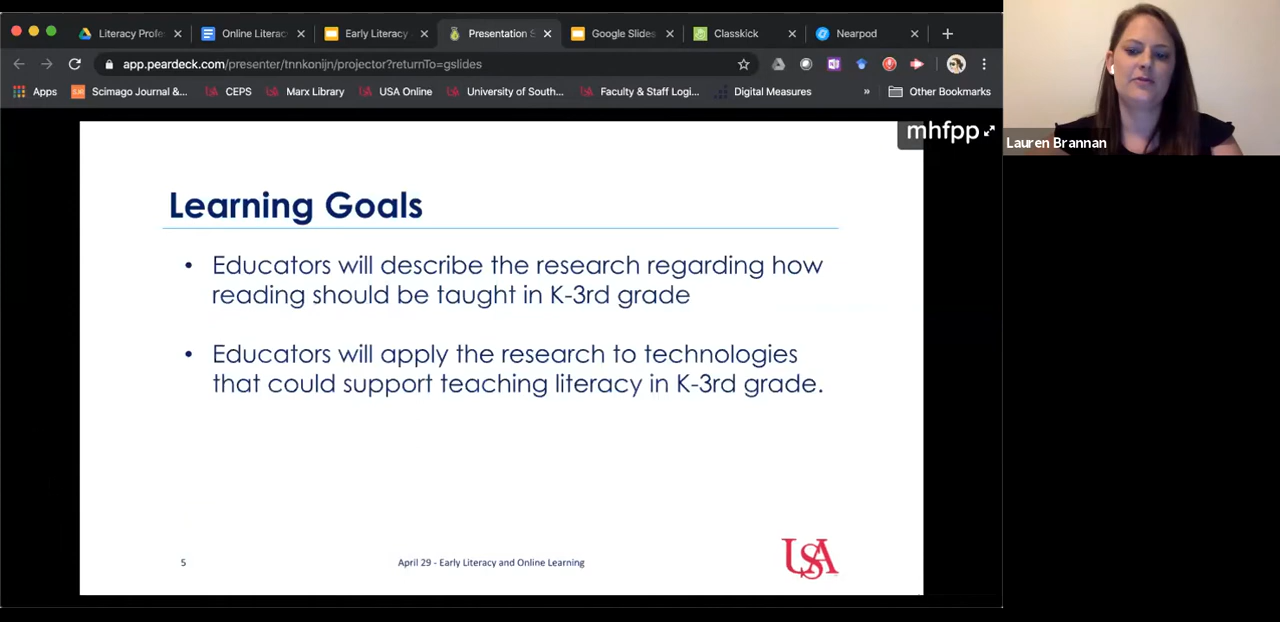 Literacy Profe
Online Literac
Early Literacy
Presentation S
Google Slides
Classkick
Nearpod
app.peardeck.com/presenter/tnnkonijn/projector?returnTo=gslides
Apps
Scimago Journal &...
CEPS
Marx Library
USA Online
University of South...
Faculty & Staff Logi...
Digital Measures
»
Other Bookmarks
mhfpp
Lauren Brannan
Learning Goals
• Educators will describe the research regarding how
reading should be taught in K-3rd grade
• Educators will apply the research to technologies
that could support teaching literacy in K-3rd grade.
5
April 29 - Early Literacy and Online Learning
USA